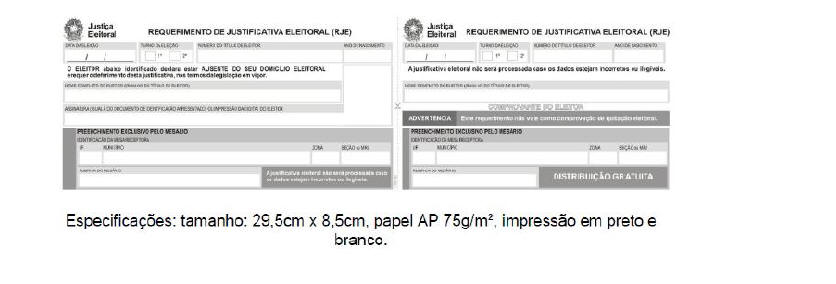 Justiça
Eleitoral
REQUERIMENTO DE JUSTIFICATIVA ELEITORAL (RJE)
DATA DA ELEIÇÃO
TURNO DA ELEIÇÃO
NÚMERO DO TÍTULO DE ELEITOR
ANO DE NASCIMENTO
/ /
1º
2º
O ELEITOR abaixo identificado declara estar AUSENTE DO SEU DOMICÍLIO ELEITORAL
e requer o deferimento desta justificativa, nos termos da legislação em vigor.
NOME COMPLETO DO ELEITOR (IGUAL AO DO TÍTULO DE ELEITOR)
ASSINATURA (IGUAL À DO DOCUMENTO DE IDENTIFICAÇÃO APRESENTADO) OU IMPRESSÃO DIGITAL DO ELEITOR
PREENCHIMENTO EXCLUSIVO PELO MESÁRIO
IDENTIFICAÇÃO DA MESA RECEPTORA
UF
MUNICÍPIO
ZONA
SEÇÃO ou MRJ
A justificativa eleitoral não será processada caso
os dados estejam incorretos ou ilegíveis.
Justiça
Eleitoral
REQUERIMENTO DE JUSTIFICATIVA ELEITORAL (RJE)
DATA DA ELEIÇÃO
TURNO DA ELEIÇÃO
NÚMERO DO TÍTULO DE ELEITOR
ANO DE NASCIMENTO
/ /
1º
2º
A justificativa eleitoral não será processada caso os dados estejam incorretos ou ilegíveis.
NOME COMPLETO DO ELEITOR (IGUAL AO DO TÍTULO DE ELEITOR)
COMPROVANTE DO ELEITOR
ADVERTÊNCIA
Este requerimento não vale como comprovação de quitação eleitoral.
PREENCHIMENTO EXCLUSIVO PELO MESÁRIO
IDENTIFICAÇÃO DA MESA RECEPTORA
UF
MUNICÍPIO
ZONA
SEÇÃO ou MRJ
DISTRIBUIÇÃO GRATUITA
Especificações: tamanho: 29,5cm x 8,5cm, papel AP 75g/m², impressão em preto e
branco.